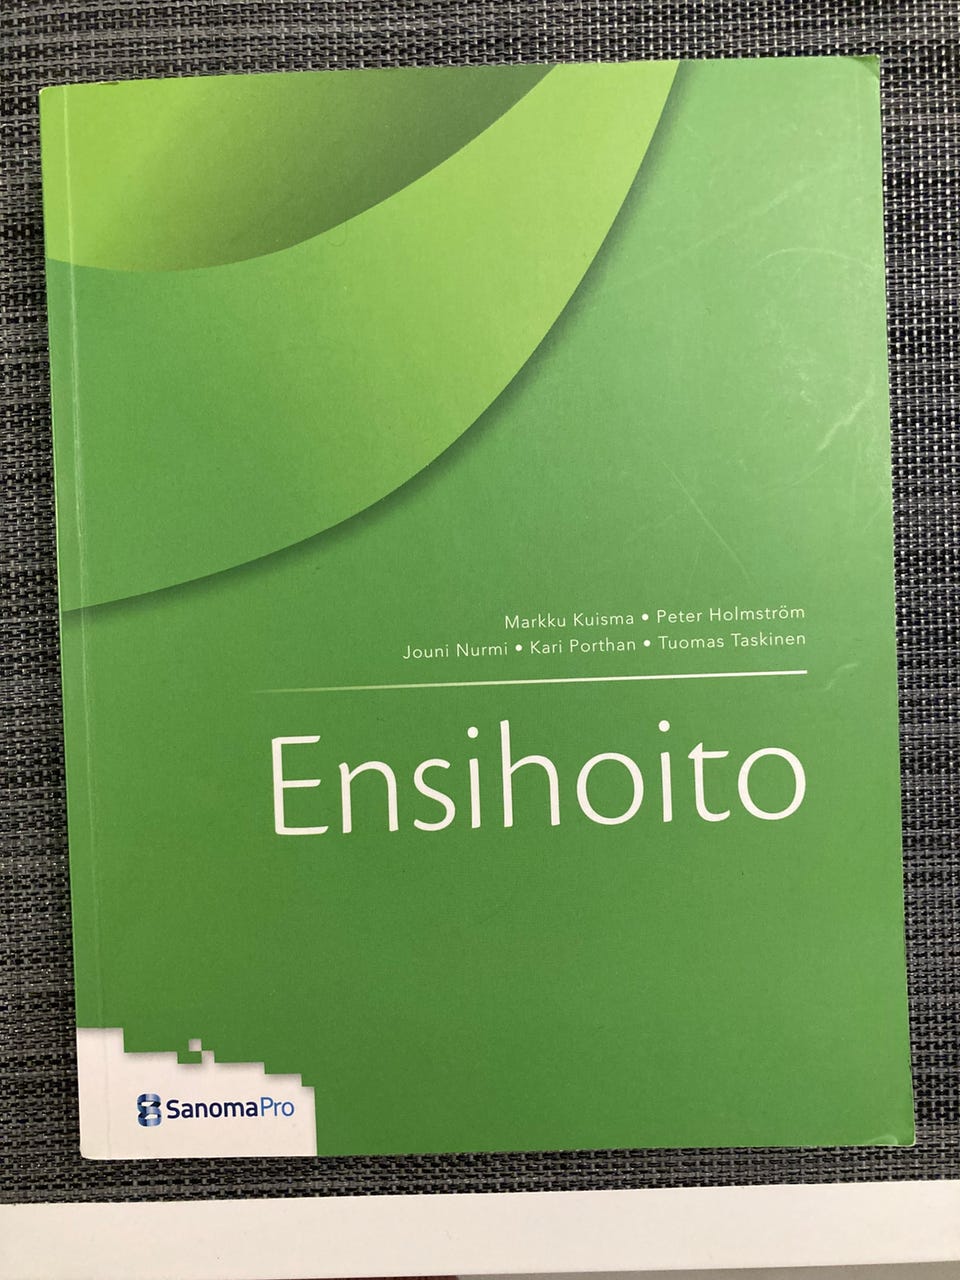 Markku Kuisma • Peter Holmström
Jouni Nurmi • Kari Porthan • Tuomas Taskinen
Ensihoito
SanomaPro